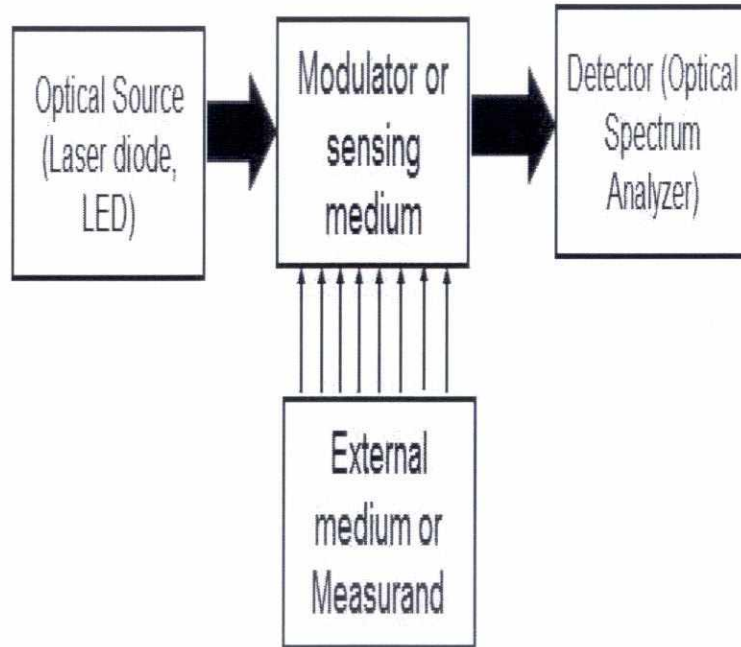 Optical Source
(Laser diode,
LED)
Modulator or
sensing
medium
Detector (Optical
Spectrum
Analyzer)
External
medium or
Measurand